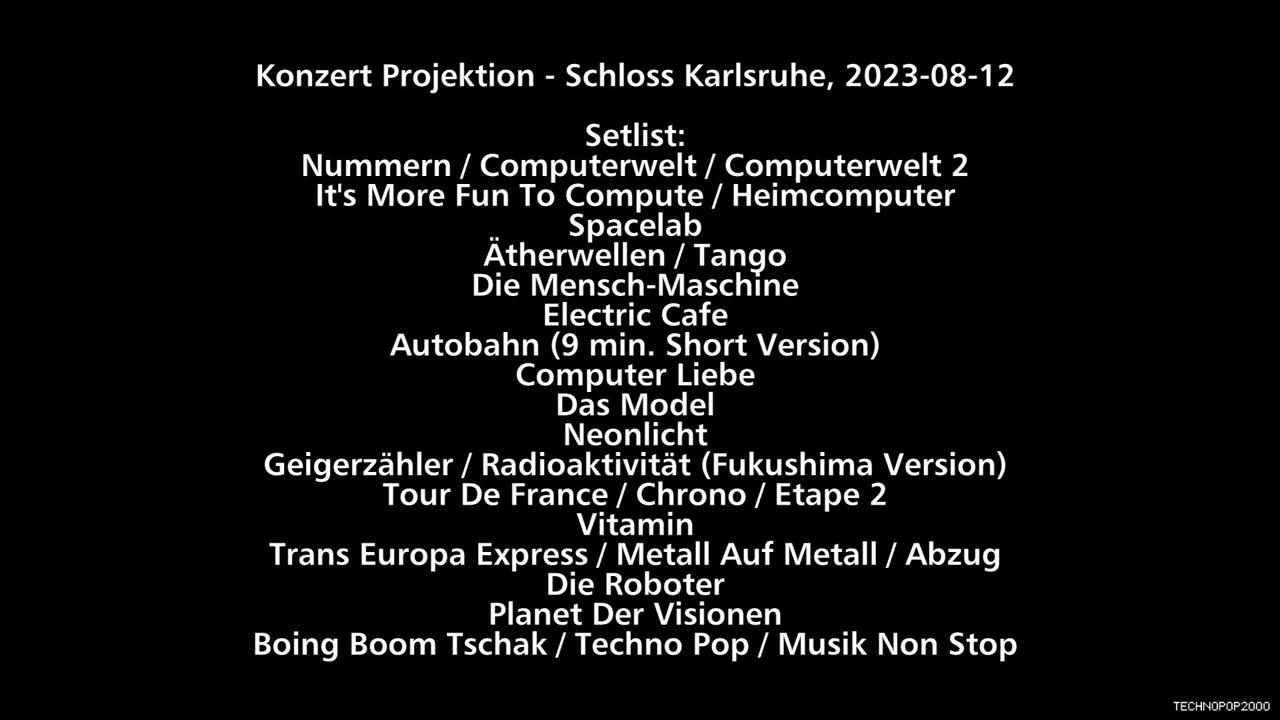 Konzert Projektion - Schloss Karlsruhe, 2023-08-12
Setlist:
Nummern / Computerwelt / Computerwelt 2
It's More Fun To Compute / Heimcomputer
Spacelab
Ätherwellen / Tango
Die Mensch-Maschine
Electric Cafe
Autobahn (9 min. Short Version)
Computer Liebe
Das Model
Neonlicht
Geigerzähler / Radioaktivität (Fukushima Version)
Tour De France / Chrono / Etape 2
Vitamin
Trans Europa Express / Metall Auf Metall / Abzug
Die Roboter
Planet Der Visionen
Boing Boom Tschak / Techno Pop / Musik Non Stop
TECHNOPOP2000